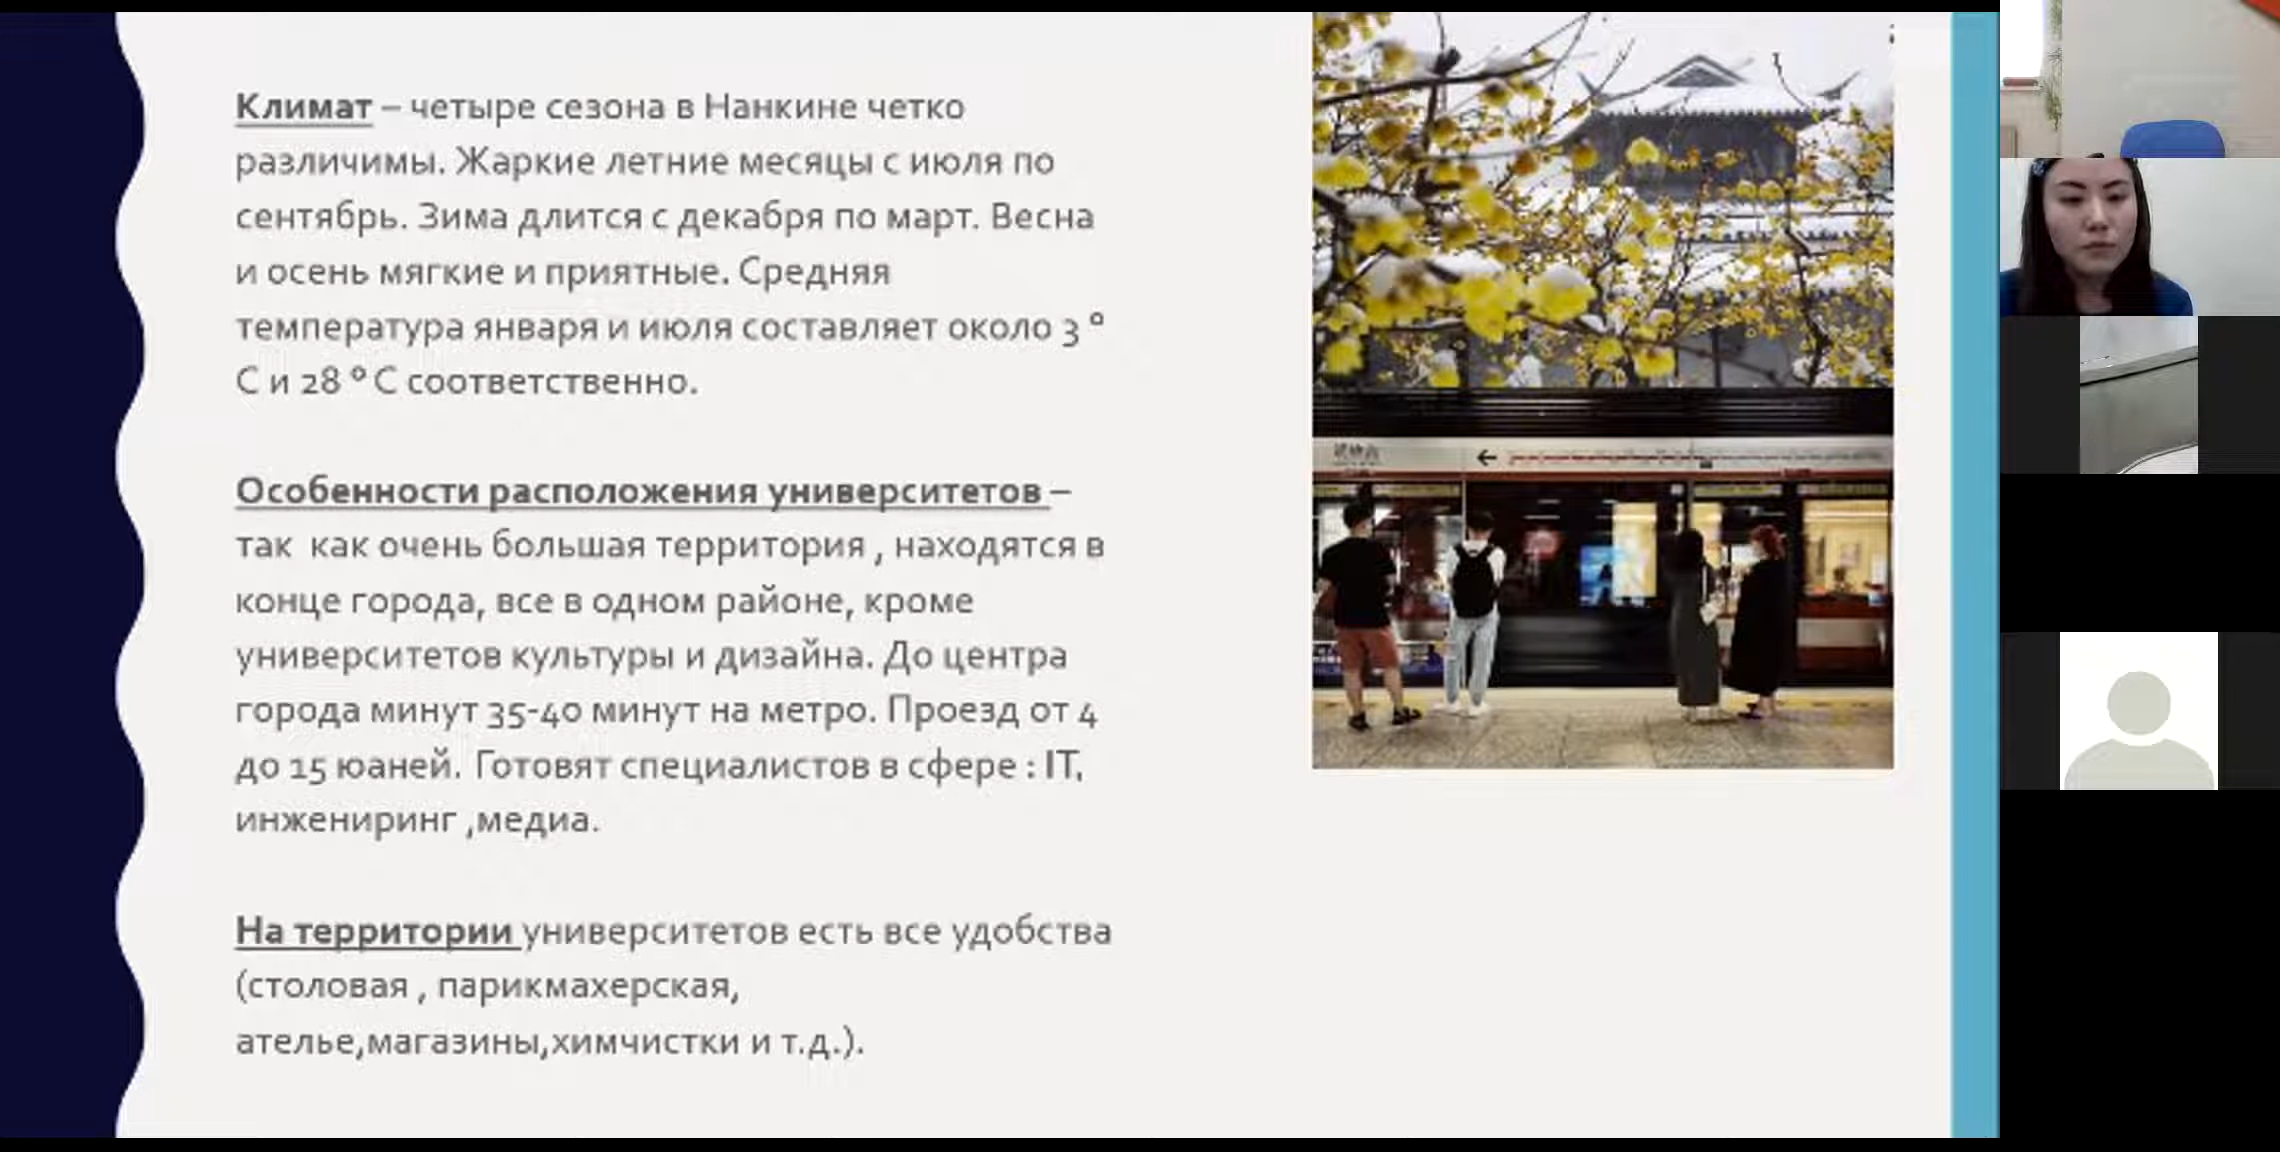 Климат – четыре сезона в Нанкине четко
различимы. Жаркие летние месяцы с июля по
сентябрь. Зима длится с декабря по март. Весна
и осень мягкие и приятные. Средняя
температура января и июля составляет около 3 °
С и 28 ° С соответственно.
Особенности расположения университетов –
так как очень большая территория , находятся в
конце города, все в одном районе, кроме
университетов культуры и дизайна. До центра
города минут 35-40 минут на метро. Проезд от 4
до 15 юаней. Готовят специалистов в сфере : IT,
инжениринг ,медиа.
На территории университетов есть все удобства
(столовая , парикмахерская,
ателье,магазины,химчистки и т.д.).